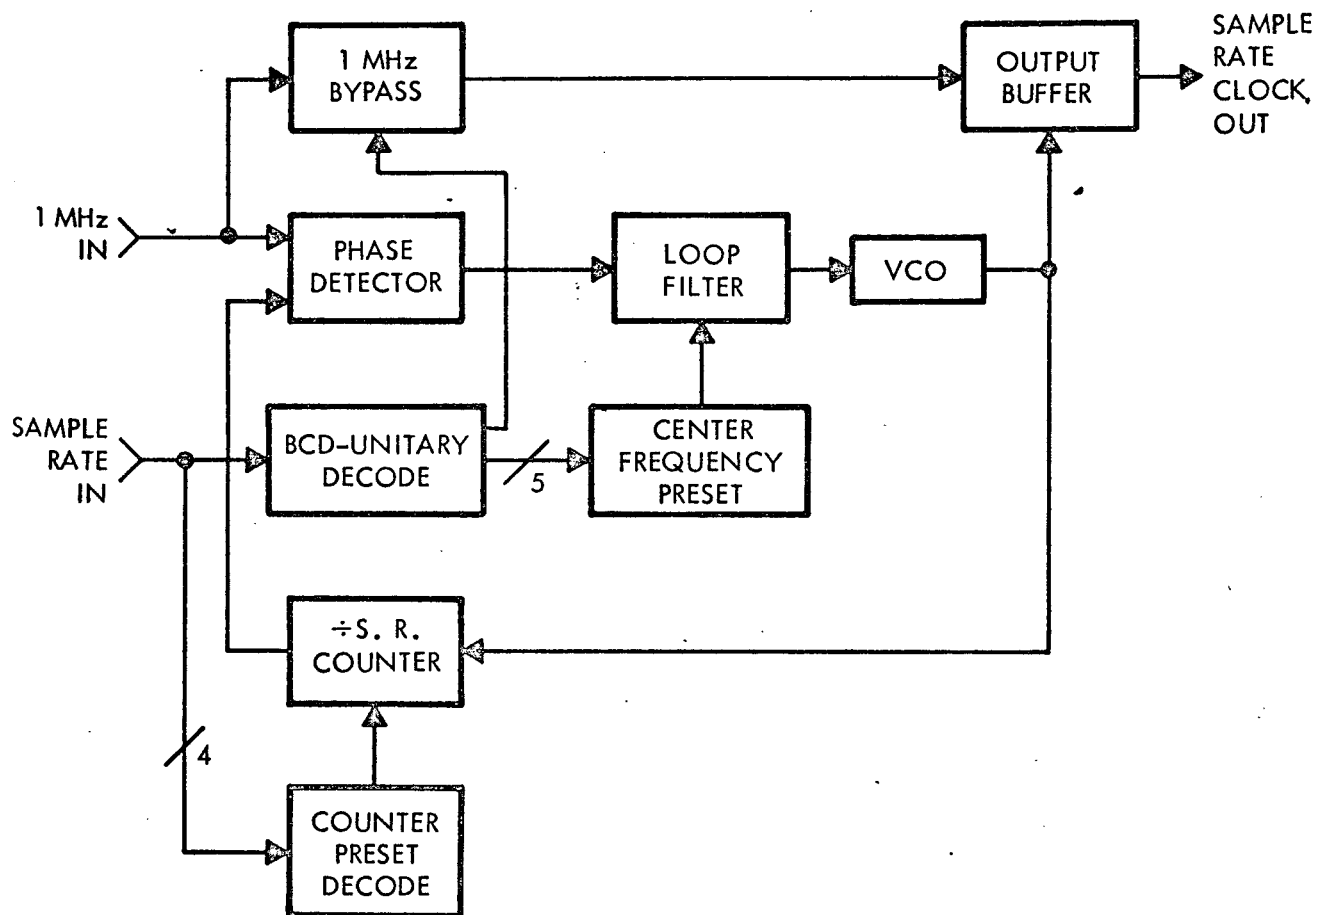 1 MHz
BYPASS
OUTPUT
BUFFER
SAMPLE
RATE
CLOCK,
OUT
1 MHz
IN
PHASE
DETECTOR
LOOP
FILTER
VCO
SAMPLE
RATE
IN
BCD-UNITARY
DECODE
5
CENTER
FREQUENCY
PRESET
÷S. R.
COUNTER
4
COUNTER
PRESET
DECODE